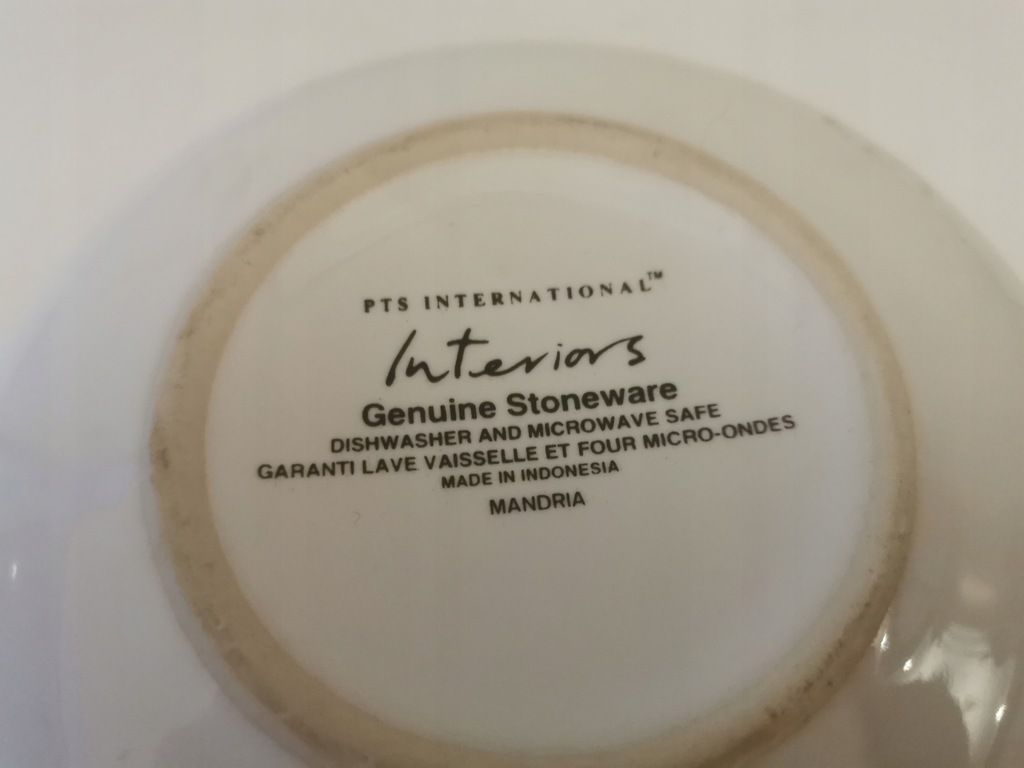 PTS INTERNATIONAL™
Interiors
Genuine Stoneware
DISHWASHER AND MICROWAVE SAFE
GARANTI LAVE VAISSELLE ET FOUR MICRO-ONDES
MADE IN INDONESIA
MANDRIA